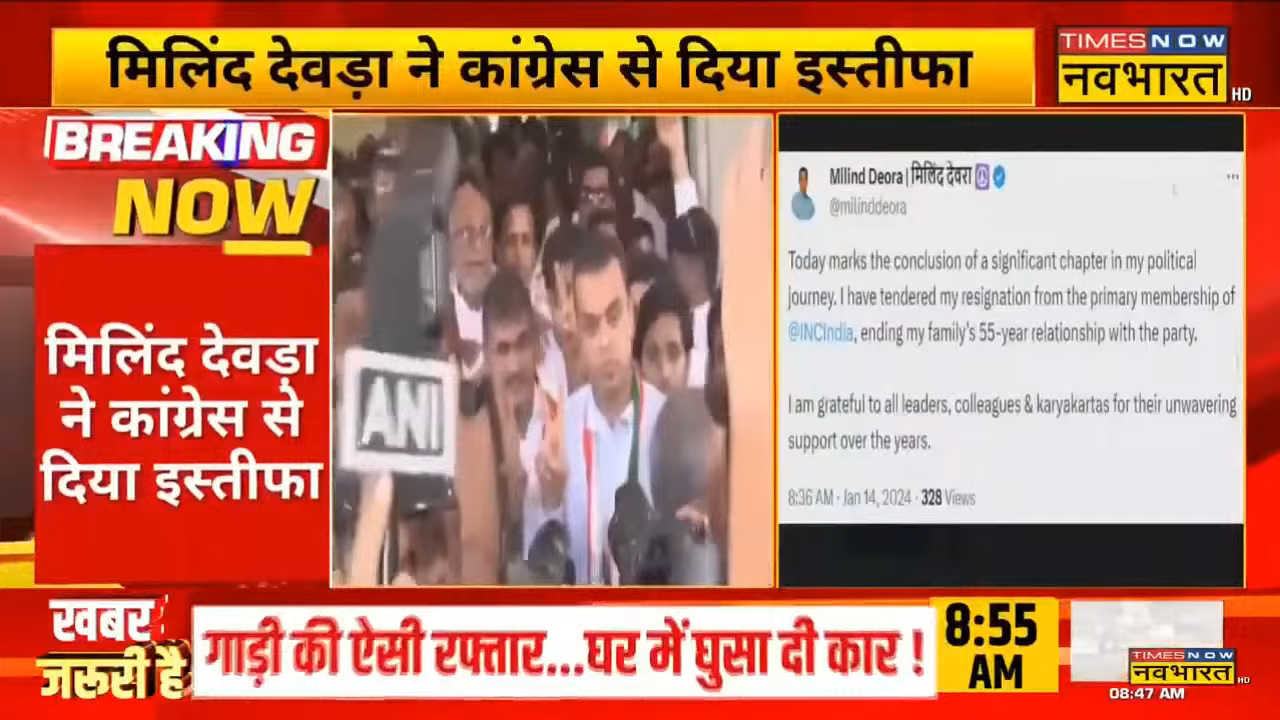 मिलिंद देवड़ा ने कांग्रेस से दिया इस्तीफा
TIMES NOW
नवभारत
HD
BREAKING
NOW
मिलिंद देवड़ा
ने कांग्रेस से
दिया इस्तीफा
ANI
Milind Deora | मिलिंद देवरा
@milinddeora
Today marks the conclusion of a significant chapter in my political
journey. I have tendered my resignation from the primary membership of
@INCIndia, ending my family's 55-year relationship with the party.
I am grateful to all leaders, colleagues & karyakartas for their unwavering
support over the years.
8:36 AM · Jan 14, 2024 · 328 Views
खबर
जरूरी है
गाड़ी की ऐसी रफ्तार...घर में घुसा दी कार !
8:55
AM
TIMES NOW
नवभारत
HD
08:47 AM